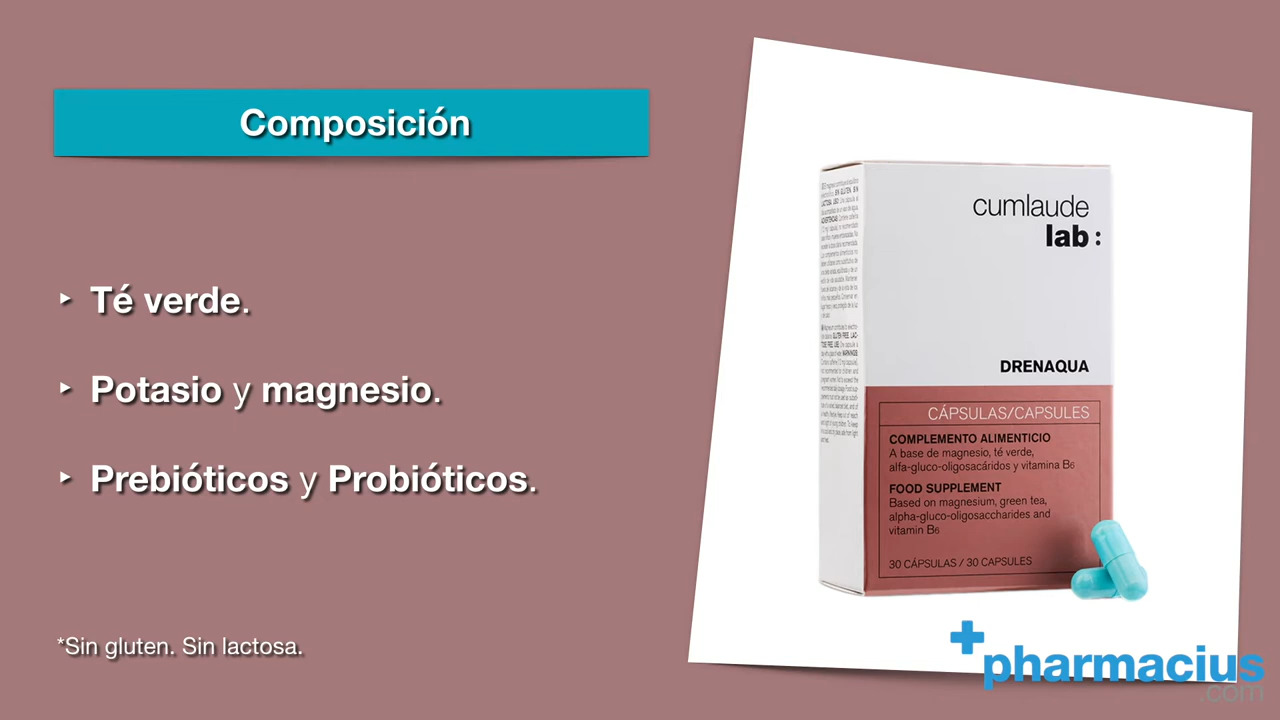 Composición
Té verde.
Potasio y magnesio.
Prebióticos y Probióticos.
*Sin gluten. Sin lactosa.
cumlaude
lab:
DRENAQUA
CÁPSULAS/CAPSULES
COMPLEMENTO ALIMENTICIO
A base de magnesio, té verde,
alfa-gluco-oligosacáridos y vitamina B6
FOOD SUPPLEMENT
Based on magnesium, green tea,
alpha-gluco-oligosaccharides and
vitamin B6
30 CÁPSULAS / 30 CAPSULES
pharmacius
.com